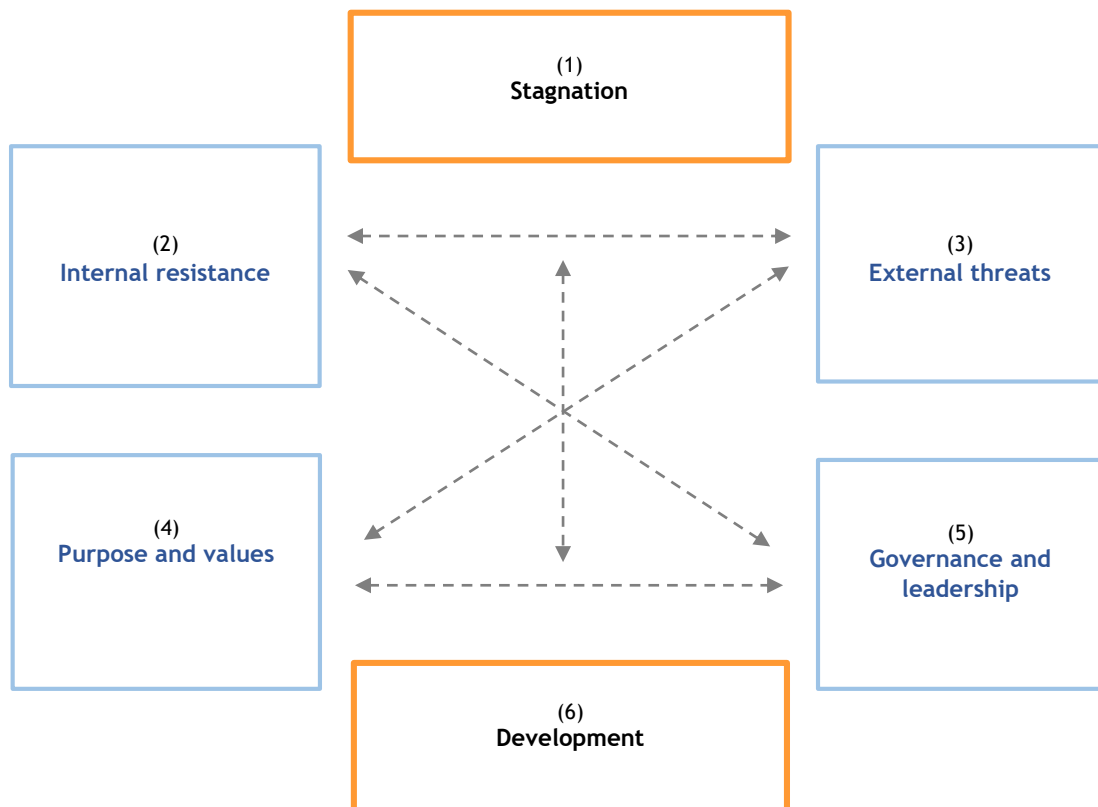 (1)
Stagnation
(2)
Internal resistance
(3)
External threats
(4)
Purpose and values
(5)
Governance and
leadership
(6)
Development